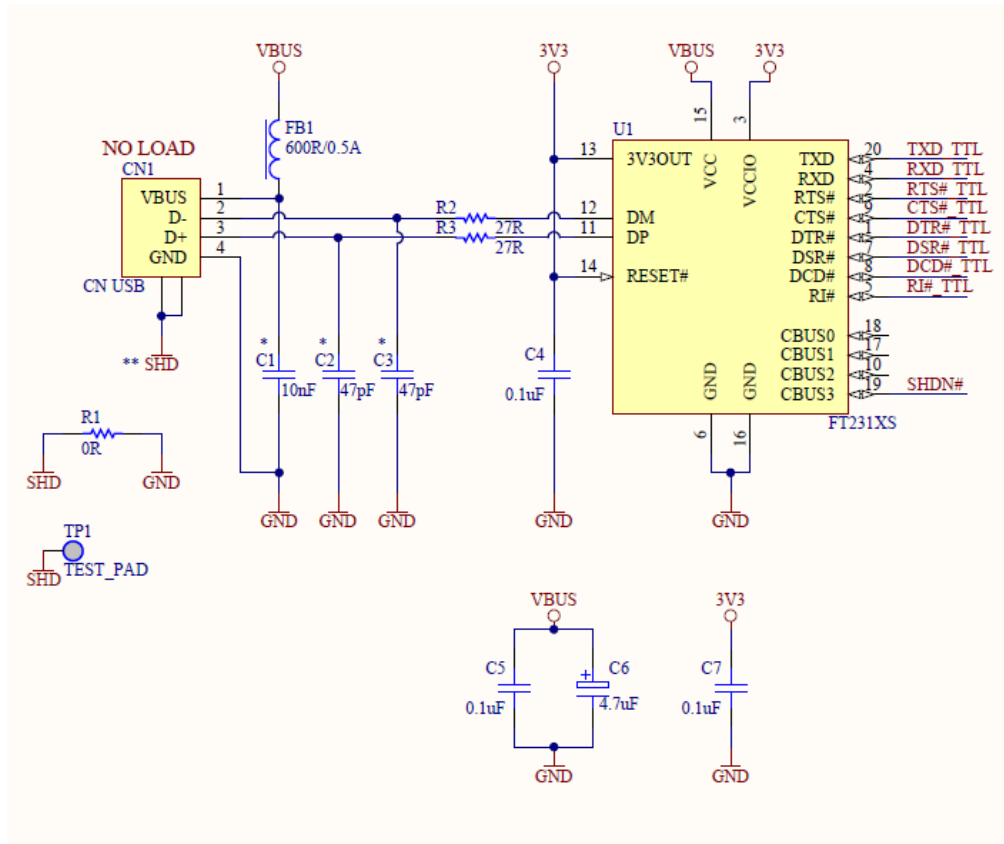 VBUS
3V3
VBUS
3V3
FB1
600R/0.5A
U1
NO LOAD
CN1
VBUS
D-
D+
GND
1
2
3
4
CN USB
** SHD
R2
27R
R3
27R
13
12
11
14
3V3OUT
DM
DP
RESET#
15
3
VCC
VCCIO
TXD
RXD
RTS#
CTS#
DTR#
DSR#
DCD#
RI#
CBUS0
CBUS1
CBUS2
CBUS3
GND
GND
6
16
20
4
2
9
1
7
8
5
18
17
10
19
TXD_TTL
RXD_TTL
RTS#_TTL
CTS#_TTL
DTR#_TTL
DSR#_TTL
DCD#_TTL
RI#_TTL
SHDN#
FT231XS
*
C1
10nF
*
C2
47pF
*
C3
47pF
C4
0.1uF
R1
0R
SHD
GND
GND
GND
GND
GND
GND
TP1
TEST_PAD
SHD
VBUS
3V3
C5
0.1uF
+
C6
4.7uF
C7
0.1uF
GND
GND